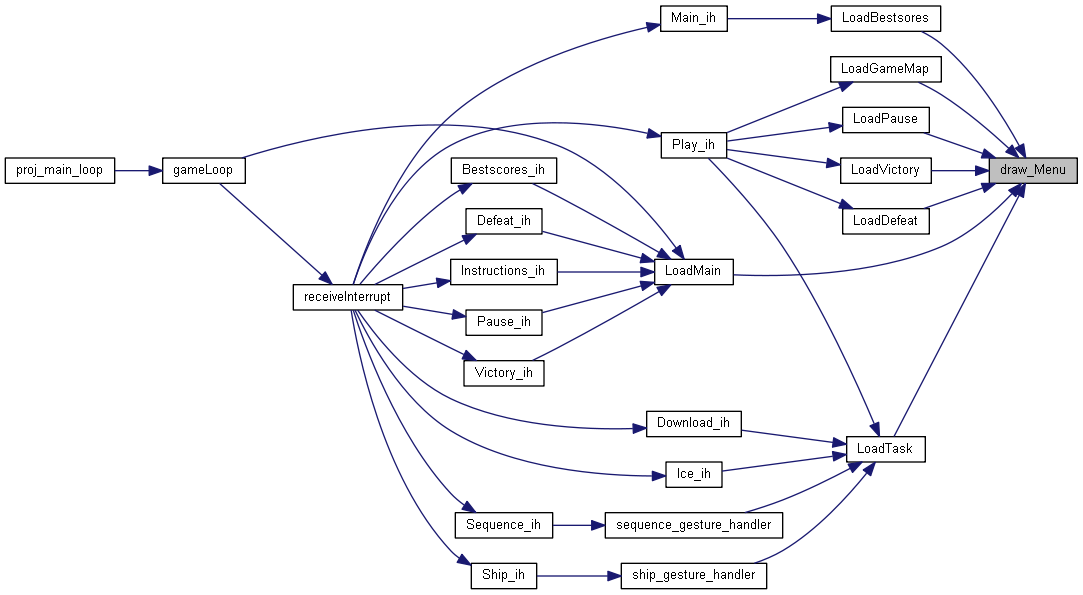 Main_ih
LoadBestsores
LoadGameMap
LoadPause
Play_ih
proj_main_loop
gameLoop
Bestscores_ih
LoadVictory
draw_Menu
Defeat_ih
LoadDefeat
Instructions_ih
LoadMain
receiveInterrupt
Pause_ih
Victory_ih
Download_ih
LoadTask
Ice_ih
Sequence_ih
sequence_gesture_handler
Ship_ih
ship_gesture_handler